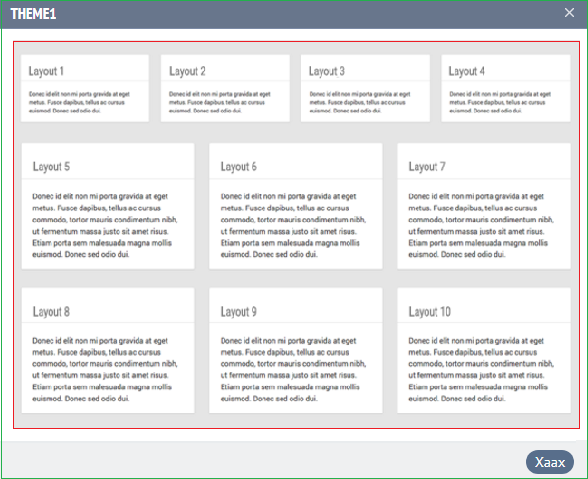 THEME1
Layout 1
Donec id elit non mi porta gravida at eget
metus. Fusce dapibus, tellus ac cursus
euismod. Donec sed odio dui.
Layout 2
Donec id elit non mi porta gravida at eget
metus. Fusce dapibus, tellus ac cursus
euismod. Donec sed odio dui.
Layout 3
Donec id elit non mi porta gravida at eget
metus. Fusce dapibus, tellus ac cursus
euismod. Donec sed odio dui.
Layout 4
Donec id elit non mi porta gravida at eget
metus. Fusce dapibus, tellus ac cursus
euismod. Donec sed odio dui.
Layout 5
Donec id elit non mi porta gravida at eget
metus. Fusce dapibus, tellus ac cursus
commodo, tortor mauris condimentum nibh,
ut fermentum massa justo sit amet risus.
Etiam porta sem malesuada magna mollis
euismod. Donec sed odio dui.
Layout 6
Donec id elit non mi porta gravida at eget
metus. Fusce dapibus, tellus ac cursus
commodo, tortor mauris condimentum nibh,
ut fermentum massa justo sit amet risus.
Etiam porta sem malesuada magna mollis
euismod. Donec sed odio dui.
Layout 7
Donec id elit non mi porta gravida at eget
metus. Fusce dapibus, tellus ac cursus
commodo, tortor mauris condimentum nibh,
ut fermentum massa justo sit amet risus.
Etiam porta sem malesuada magna mollis
euismod. Donec sed odio dui.
Layout 8
Donec id elit non mi porta gravida at eget
metus. Fusce dapibus, tellus ac cursus
commodo, tortor mauris condimentum nibh,
ut fermentum massa justo sit amet risus.
Etiam porta sem malesuada magna mollis
euismod. Donec sed odio dui.
Layout 9
Donec id elit non mi porta gravida at eget
metus. Fusce dapibus, tellus ac cursus
commodo, tortor mauris condimentum nibh,
ut fermentum massa justo sit amet risus.
Etiam porta sem malesuada magna mollis
euismod. Donec sed odio dui.
Layout 10
Donec id elit non mi porta gravida at eget
metus. Fusce dapibus, tellus ac cursus
commodo, tortor mauris condimentum nibh,
ut fermentum massa justo sit amet risus.
Etiam porta sem malesuada magna mollis
euismod. Donec sed odio dui.
Xaax